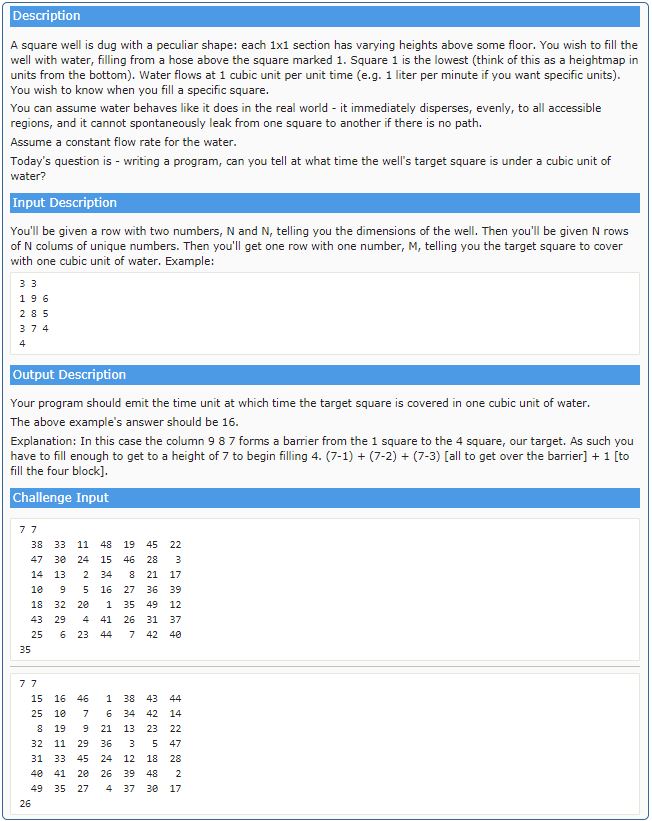 Description
A square well is dug with a peculiar shape: each 1x1 section has varying heights above some floor. You wish to fill the
well with water, filling from a hose above the square marked 1. Square 1 is the lowest (think of this as a heightmap in
units from the bottom). Water flows at 1 cubic unit per unit time (e.g. 1 liter per minute if you want specific units).
You wish to know when you fill a specific square.
You can assume water behaves like it does in the real world - it immediately disperses, evenly, to all accessible
regions, and it cannot spontaneously leak from one square to another if there is no path.
Assume a constant flow rate for the water.
Today's question is - writing a program, can you tell at what time the well's target square is under a cubic unit of
water?
Input Description
You'll be given a row with two numbers, N and N, telling you the dimensions of the well. Then you'll be given N rows
of N colums of unique numbers. Then you'll get one row with one number, M, telling you the target square to cover
with one cubic unit of water. Example:
3 3
1 9 6
2 8 5
3 7 4
4
Output Description
Your program should emit the time unit at which time the target square is covered in one cubic unit of water.
The above example's answer should be 16.
Explanation: In this case the column 9 8 7 forms a barrier from the 1 square to the 4 square, our target. As such you
have to fill enough to get to a height of 7 to begin filling 4. (7-1) + (7-2) + (7-3) [all to get over the barrier] + 1 [to
fill the four block].
Challenge Input
7 7
38 33 11 48 19 45 22
47 30 24 15 46 28 3
14 13 2 34 8 21 17
10 9 5 16 27 36 39
18 32 20 1 35 49 12
43 29 4 41 26 31 37
25 6 23 44 7 42 40
35
7 7
15 16 46 1 38 43 44
25 10 7 6 34 42 14
8 19 9 21 13 23 22
32 11 29 36 3 5 47
31 33 45 24 12 18 28
40 41 20 26 39 48 2
49 35 27 4 37 30 17
26